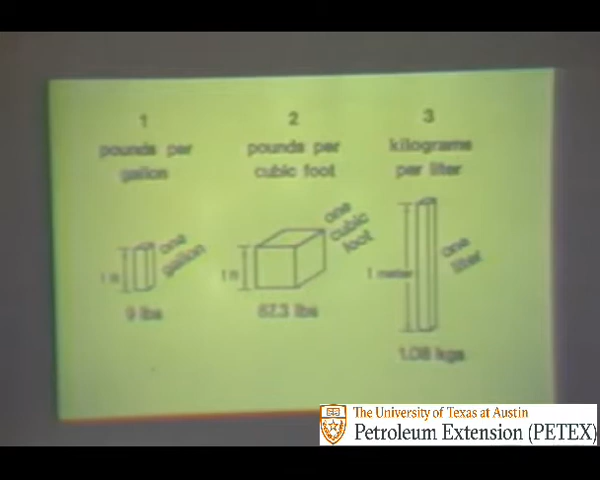 1
pounds per
gallon
1 ft
one
gallon
9 lbs
2
pounds per
cubic foot
1 ft
one
cubic
foot
67.3 lbs
3
kilograms
per liter
1 meter
one
liter
1.08 kgs
The University of Texas at Austin
Petroleum Extension (PETEX)